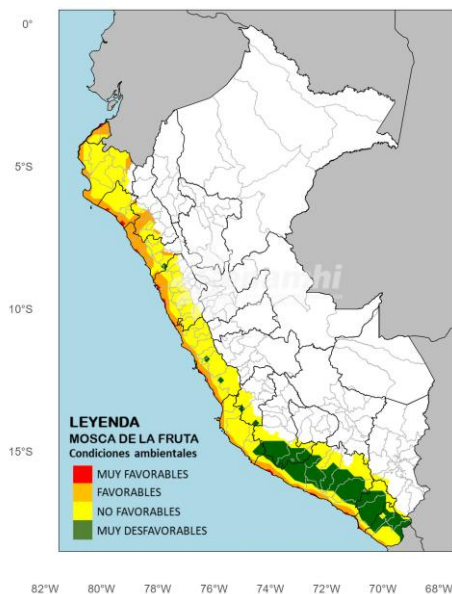 0°
5°S
10°S
15°S
LEYENDA
MOSCA DE LA FRUTA
Condiciones ambientales
MUY FAVORABLES
FAVORABLES
NO FAVORABLES
MUY DESFAVORABLES
82°W 80°W 78°W 76°W 74°W 72°W 70°W 68°W